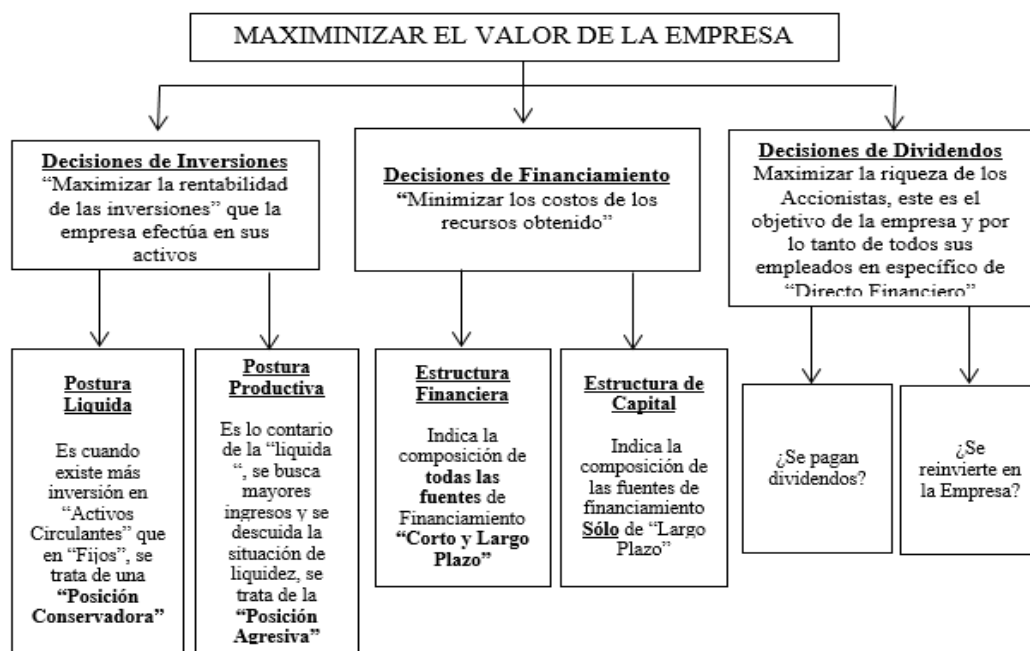 MAXIMINIZAR EL VALOR DE LA EMPRESA
Decisiones de Inversiones
“Maximizar la rentabilidad
de las inversiones” que la
empresa efectúa en sus
activos
Decisiones de Financiamiento
“Minimizar los costos de los
recursos obtenido”
Decisiones de Dividendos
Maximizar la riqueza de los
Accionistas, este es el
objetivo de la empresa y por
lo tanto de todos sus
empleados en específico de
“Directo Financiero”
Postura
Liquida
Es cuando
existe más
inversión en
“Activos
Circulantes” que
en “Fijos”, se
trata de una
“Posición
Conservadora”
Postura
Productiva
Es lo contario
de la “liquida
“, se busca
mayores
ingresos y se
descuida la
situación de
liquidez, se
trata de la
“Posición
Agresiva”
Estructura
Financiera
Indica la
composición de
todas las
fuentes de
Financiamiento
“Corto y Largo
Plazo”
Estructura de
Capital
Indica la
composición de
las fuentes de
financiamiento
Sólo de “Largo
Plazo”
¿Se pagan
dividendos?
¿Se
reinvierte en
la Empresa?